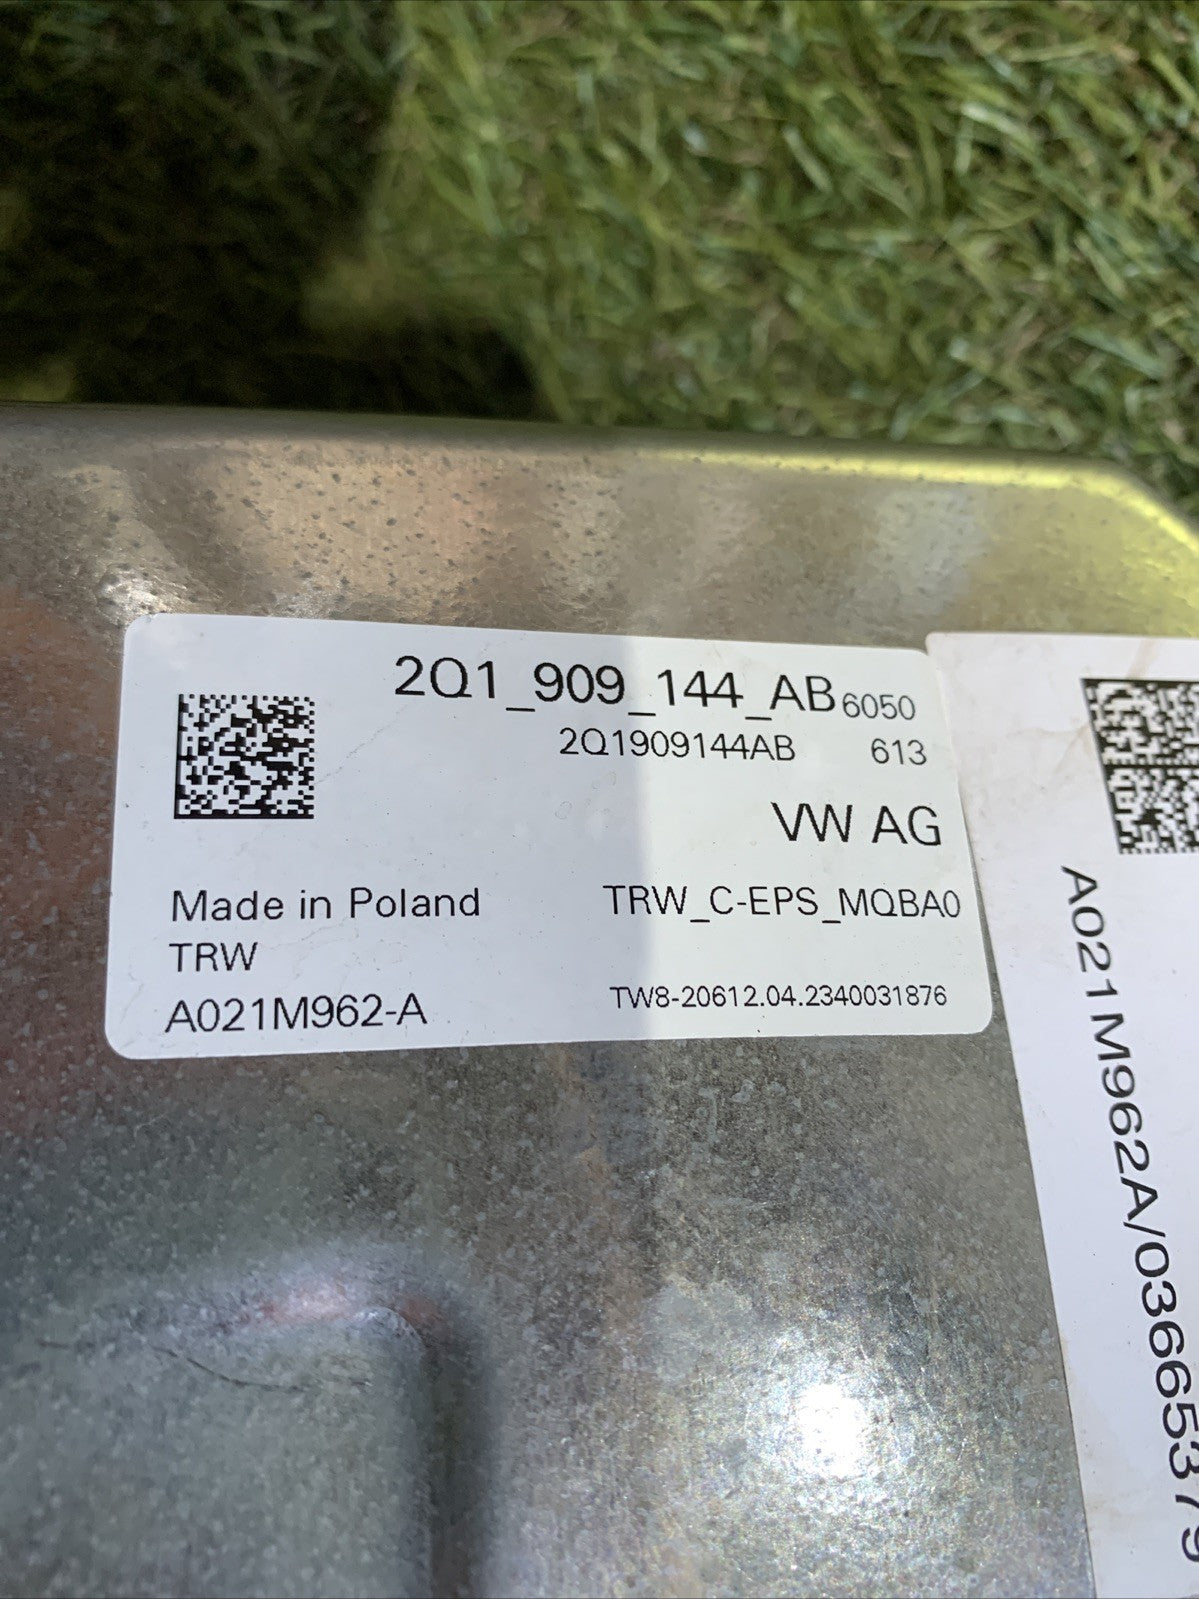 2Q1_909_144_AB 6050
2Q1909144AB 613
VW AG
Made in Poland TRW_C-EPS_MQBA0
TRW
A021M962-A TW8-20612.04.2340031876
A021M962A/0366537